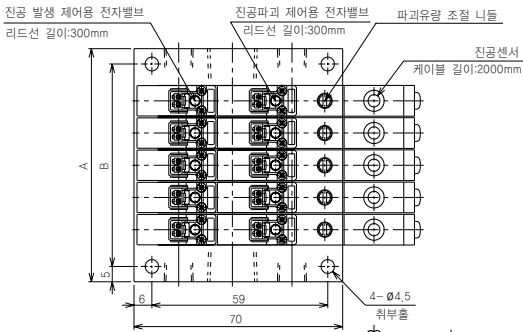 진공 발생 제어용 전자밸브
리드선 길이:300mm
진공파괴 제어용 전자밸브
리드선 길이:300mm
파괴유량 조절 니들
진공센서
케이블 길이:2000mm
A
B
5
6
59
70
4- Ø4.5
취부홀